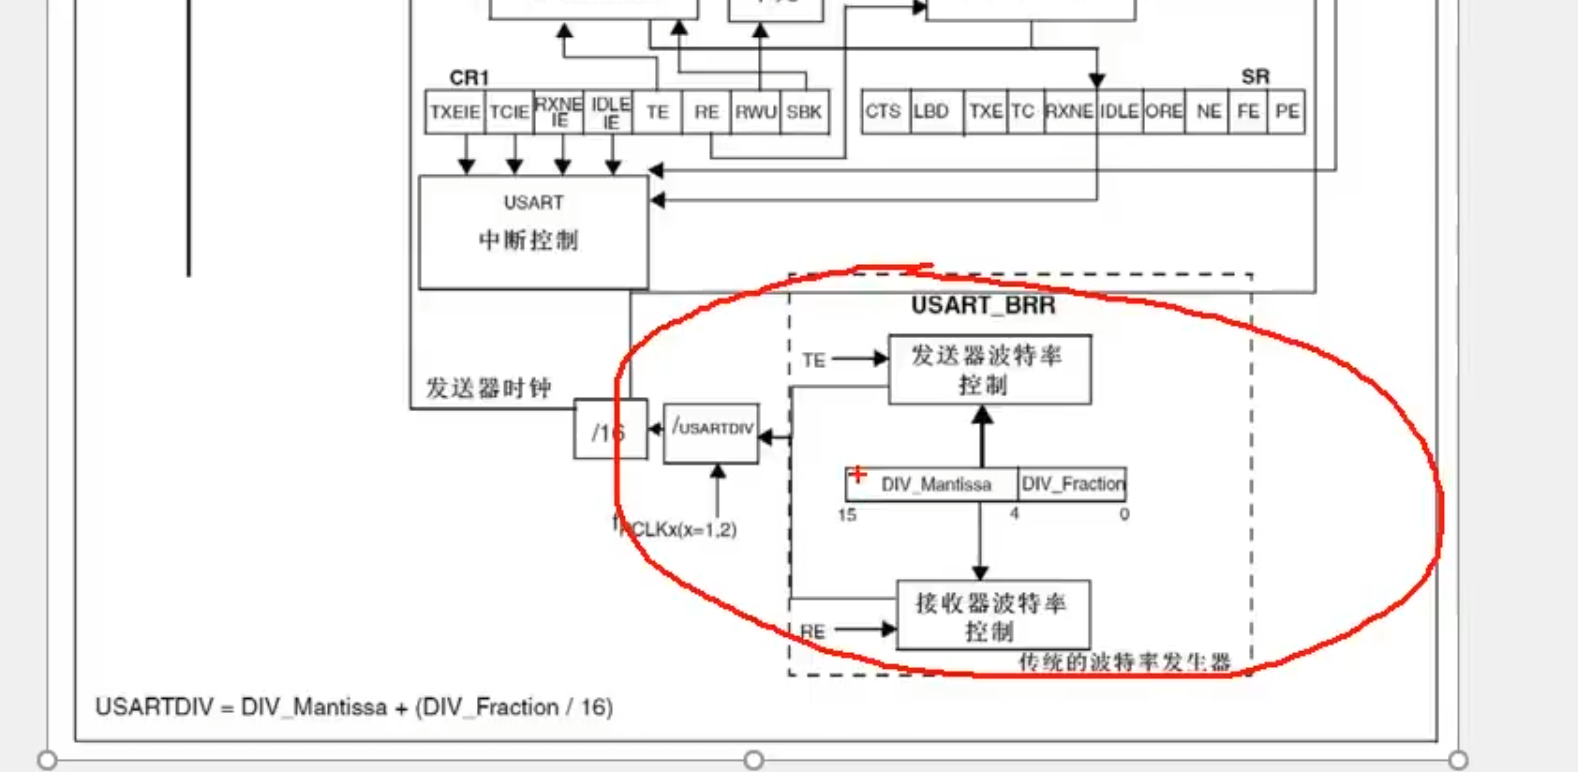 CR1
SR
TXEIE TCIE RXNE IE IDLE IE TE RE RWU SBK
CTS LBD TXE TC RXNE IDLE ORE NE FE PE
USART
中断控制
USART_BRR
TE
发送器波特率
控制
发送器时钟
/16
/USARTDIV
DIV_Mantissa DIV_Fraction
15 4 0
fPCLKx(x=1,2)
接收器波特率
控制
RE
传统的波特率发生器
USARTDIV = DIV_Mantissa + (DIV_Fraction / 16)